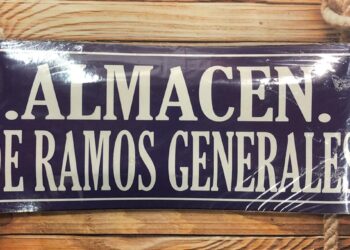 .ALMACEN.
DE RAMOS GENERALES